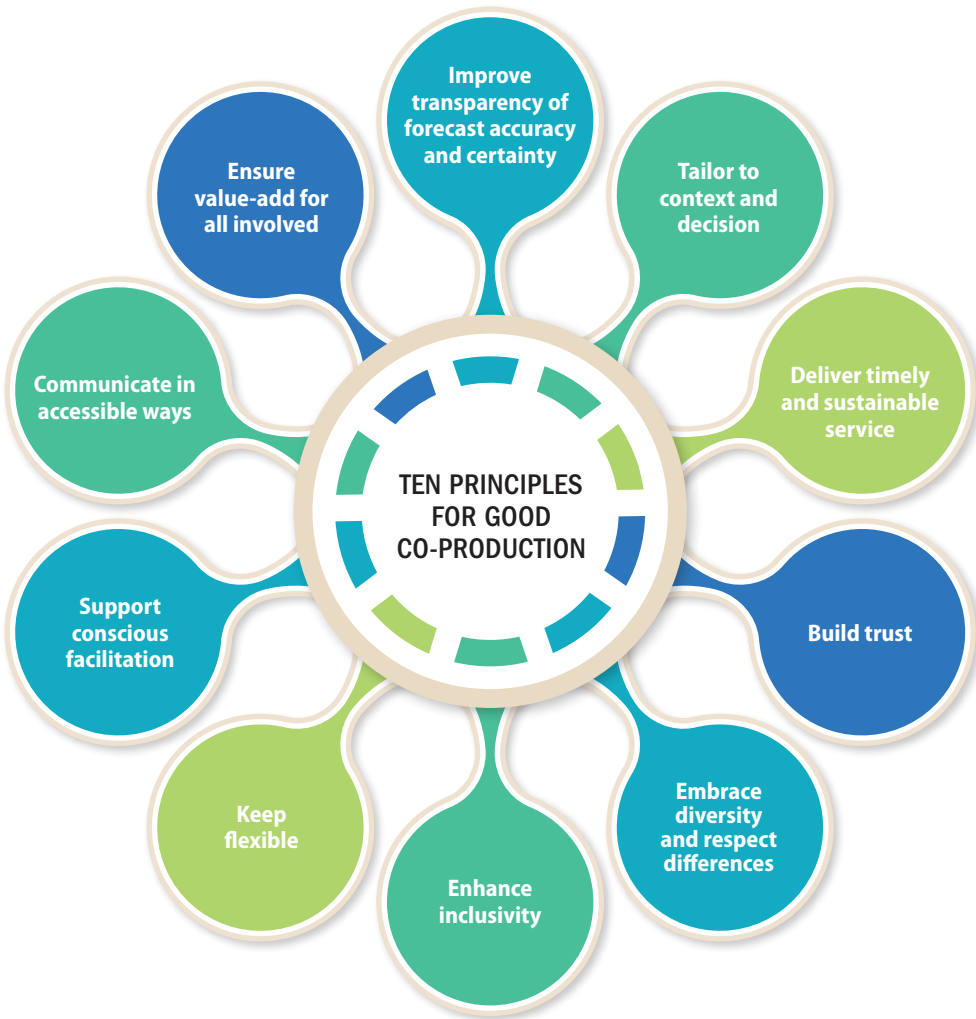 Improve
transparency of
forecast accuracy
and certainty
Tailor to
context and
decision
Deliver timely
and sustainable
service
Build trust
Embrace
diversity
and respect
differences
Enhance
inclusivity
Keep
flexible
Support
conscious
facilitation
Communicate in
accessible ways
Ensure
value-add for
all involved
TEN PRINCIPLES
FOR GOOD
CO-PRODUCTION